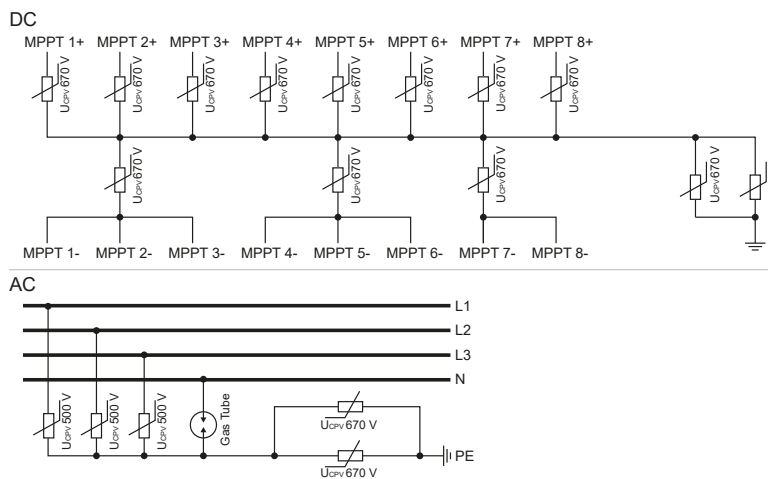 DC
MPPT 1+ MPPT 2+ MPPT 3+ MPPT 4+ MPPT 5+ MPPT 6+ MPPT 7+ MPPT 8+
UCPV 670 V UCPV 670 V UCPV 670 V UCPV 670 V UCPV 670 V UCPV 670 V UCPV 670 V UCPV 670 V
UCPV 670 V UCPV 670 V UCPV 670 V UCPV 670 V
MPPT 1- MPPT 2- MPPT 3- MPPT 4- MPPT 5- MPPT 6- MPPT 7- MPPT 8-
AC
L1
L2
L3
N
UCPV 500 V UCPV 500 V UCPV 500 V Gas Tube
UCPV 670 V
PE
UCPV 670 V